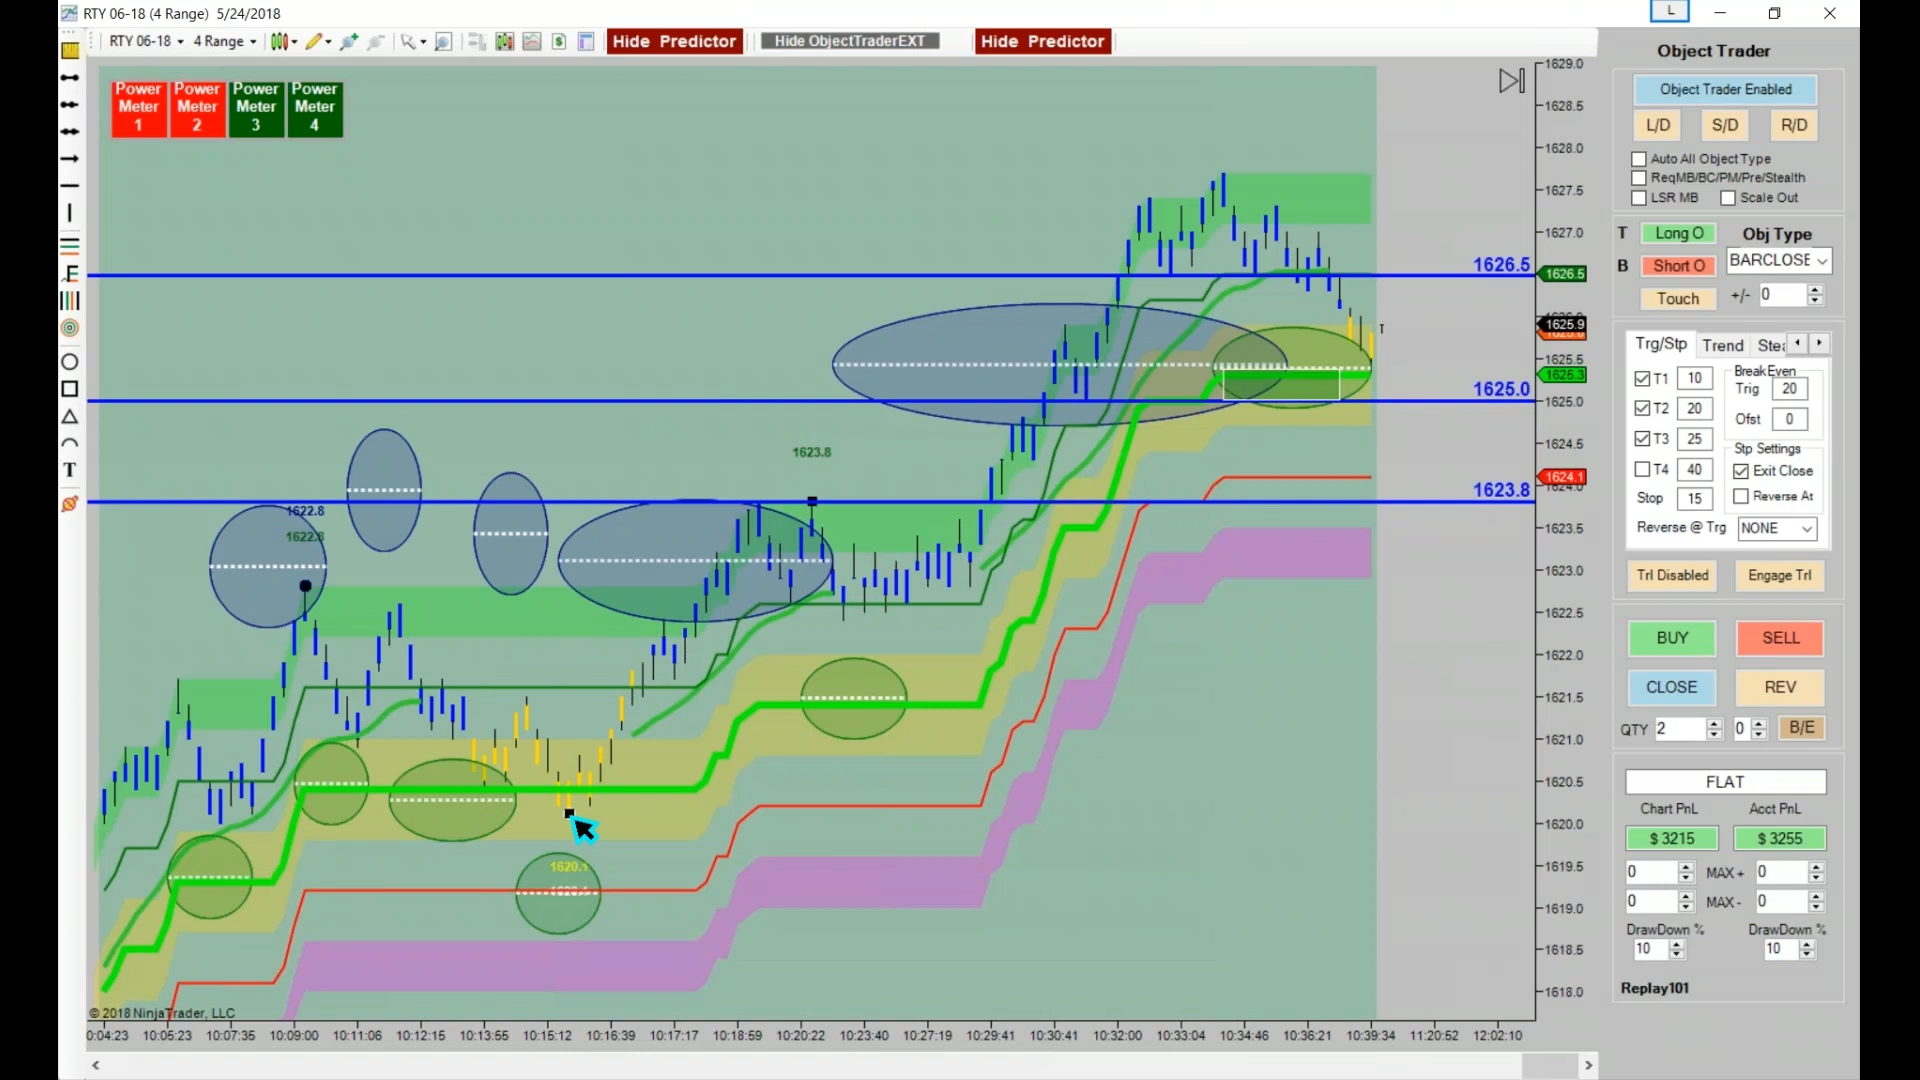 RTY 06-18 (4 Range) 5/24/2018
L
RTY 06-18 4 Range Hide Predictor Hide ObjectTraderEXT Hide Predictor
Power Meter 1
Power Meter 2
Power Meter 3
Power Meter 4
1626.5
1625.0
1623.8
1623.8
1622.8
1622.8
1620.1
T
© 2018 NinjaTrader, LLC
1629.0
1628.5
1628.0
1627.5
1627.0
1626.5
1625.9
1625.5
1625.3
1625.0
1624.5
1624.1
1624.0
1623.5
1623.0
1622.5
1622.0
1621.5
1621.0
1620.5
1620.0
1619.5
1619.0
1618.5
1618.0
0:04:23 10:05:23 10:07:35 10:09:00 10:11:06 10:12:15 10:13:55 10:15:12 10:16:39 10:17:17 10:18:59 10:20:22 10:23:40 10:27:19 10:29:41 10:30:41 10:32:00 10:33:04 10:34:46 10:36:21 10:39:34 11:20:52 12:02:10
Object Trader
Object Trader Enabled
L/D S/D R/D
Auto All Object Type
ReqMB/BC/PM/Pre/Stealth
LSR MB Scale Out
T Long O Obj Type
B Short O BARCLOSE
Touch +/- 0
Trg/Stp Trend Stea
T1 10 BreakEven
Trig 20
T2 20 Ofst 0
T3 25 Stp Settings
T4 40 Exit Close
Stop 15 Reverse At
Reverse @ Trg NONE
Trl Disabled Engage Trl
BUY SELL
CLOSE REV
QTY 2 0 B/E
FLAT
Chart PnL Acct PnL
$ 3215 $ 3255
0 MAX + 0
0 MAX - 0
DrawDown % DrawDown %
10 10
Replay101